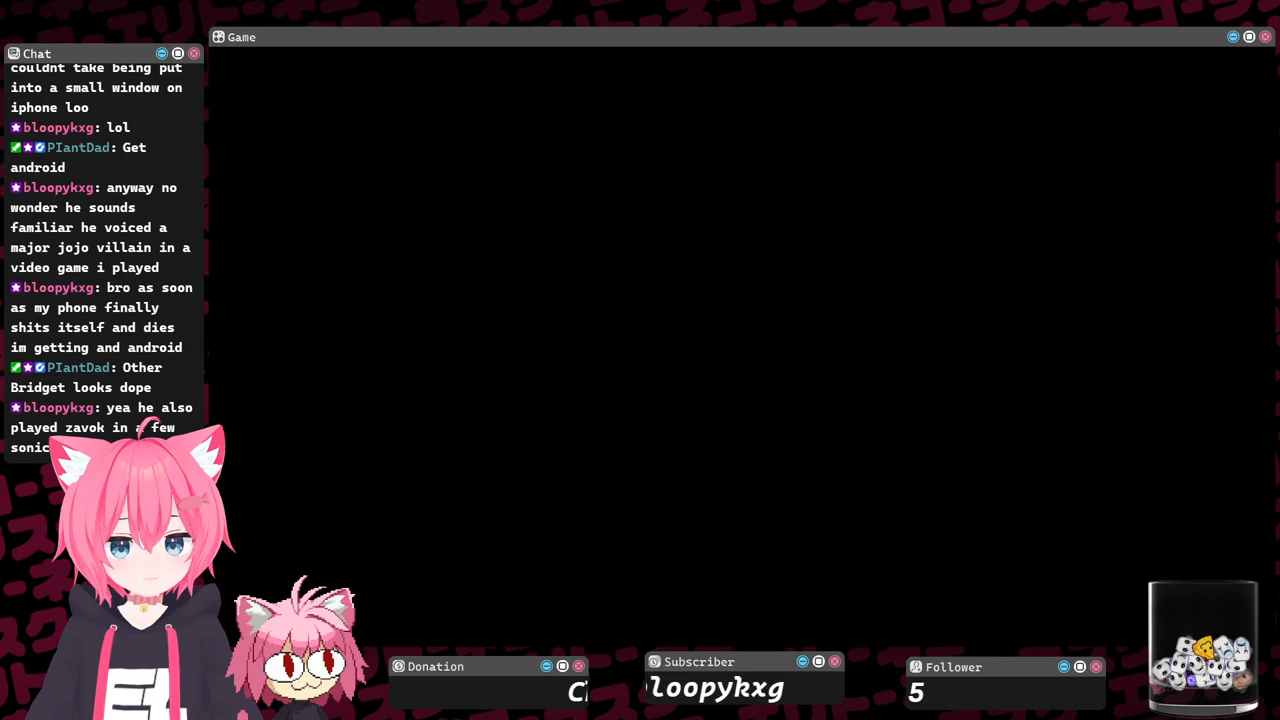 Game
Chat
couldnt take being put
into a small window on
iphone loo
bloopykxg: lol
PIantDad: Get
android
bloopykxg: anyway no
wonder he sounds
familiar he voiced a
major jojo villain in a
video game i played
bloopykxg: bro as soon
as my phone finally
shits itself and dies
im getting and android
PIantDad: Other
Bridget looks dope
bloopykxg: yea he also
played zavok in a few
sonic
Donation
Subscriber
loopykxg
Follower
5